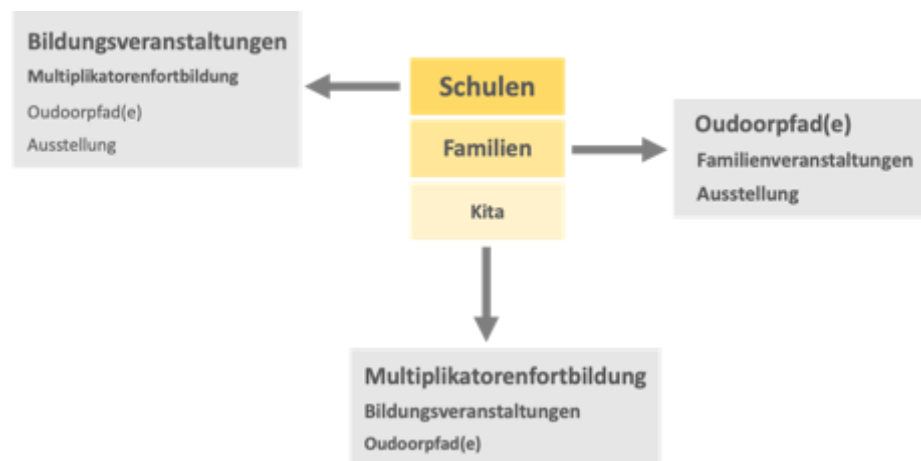 Bildungsveranstaltungen
Multiplikatorenfortbildung
Oudoorpfad(e)
Ausstellung
Schulen
Familien
Kita
Oudoorpfad(e)
Familienveranstaltungen
Ausstellung
Multiplikatorenfortbildung
Bildungsveranstaltungen
Oudoorpfad(e)